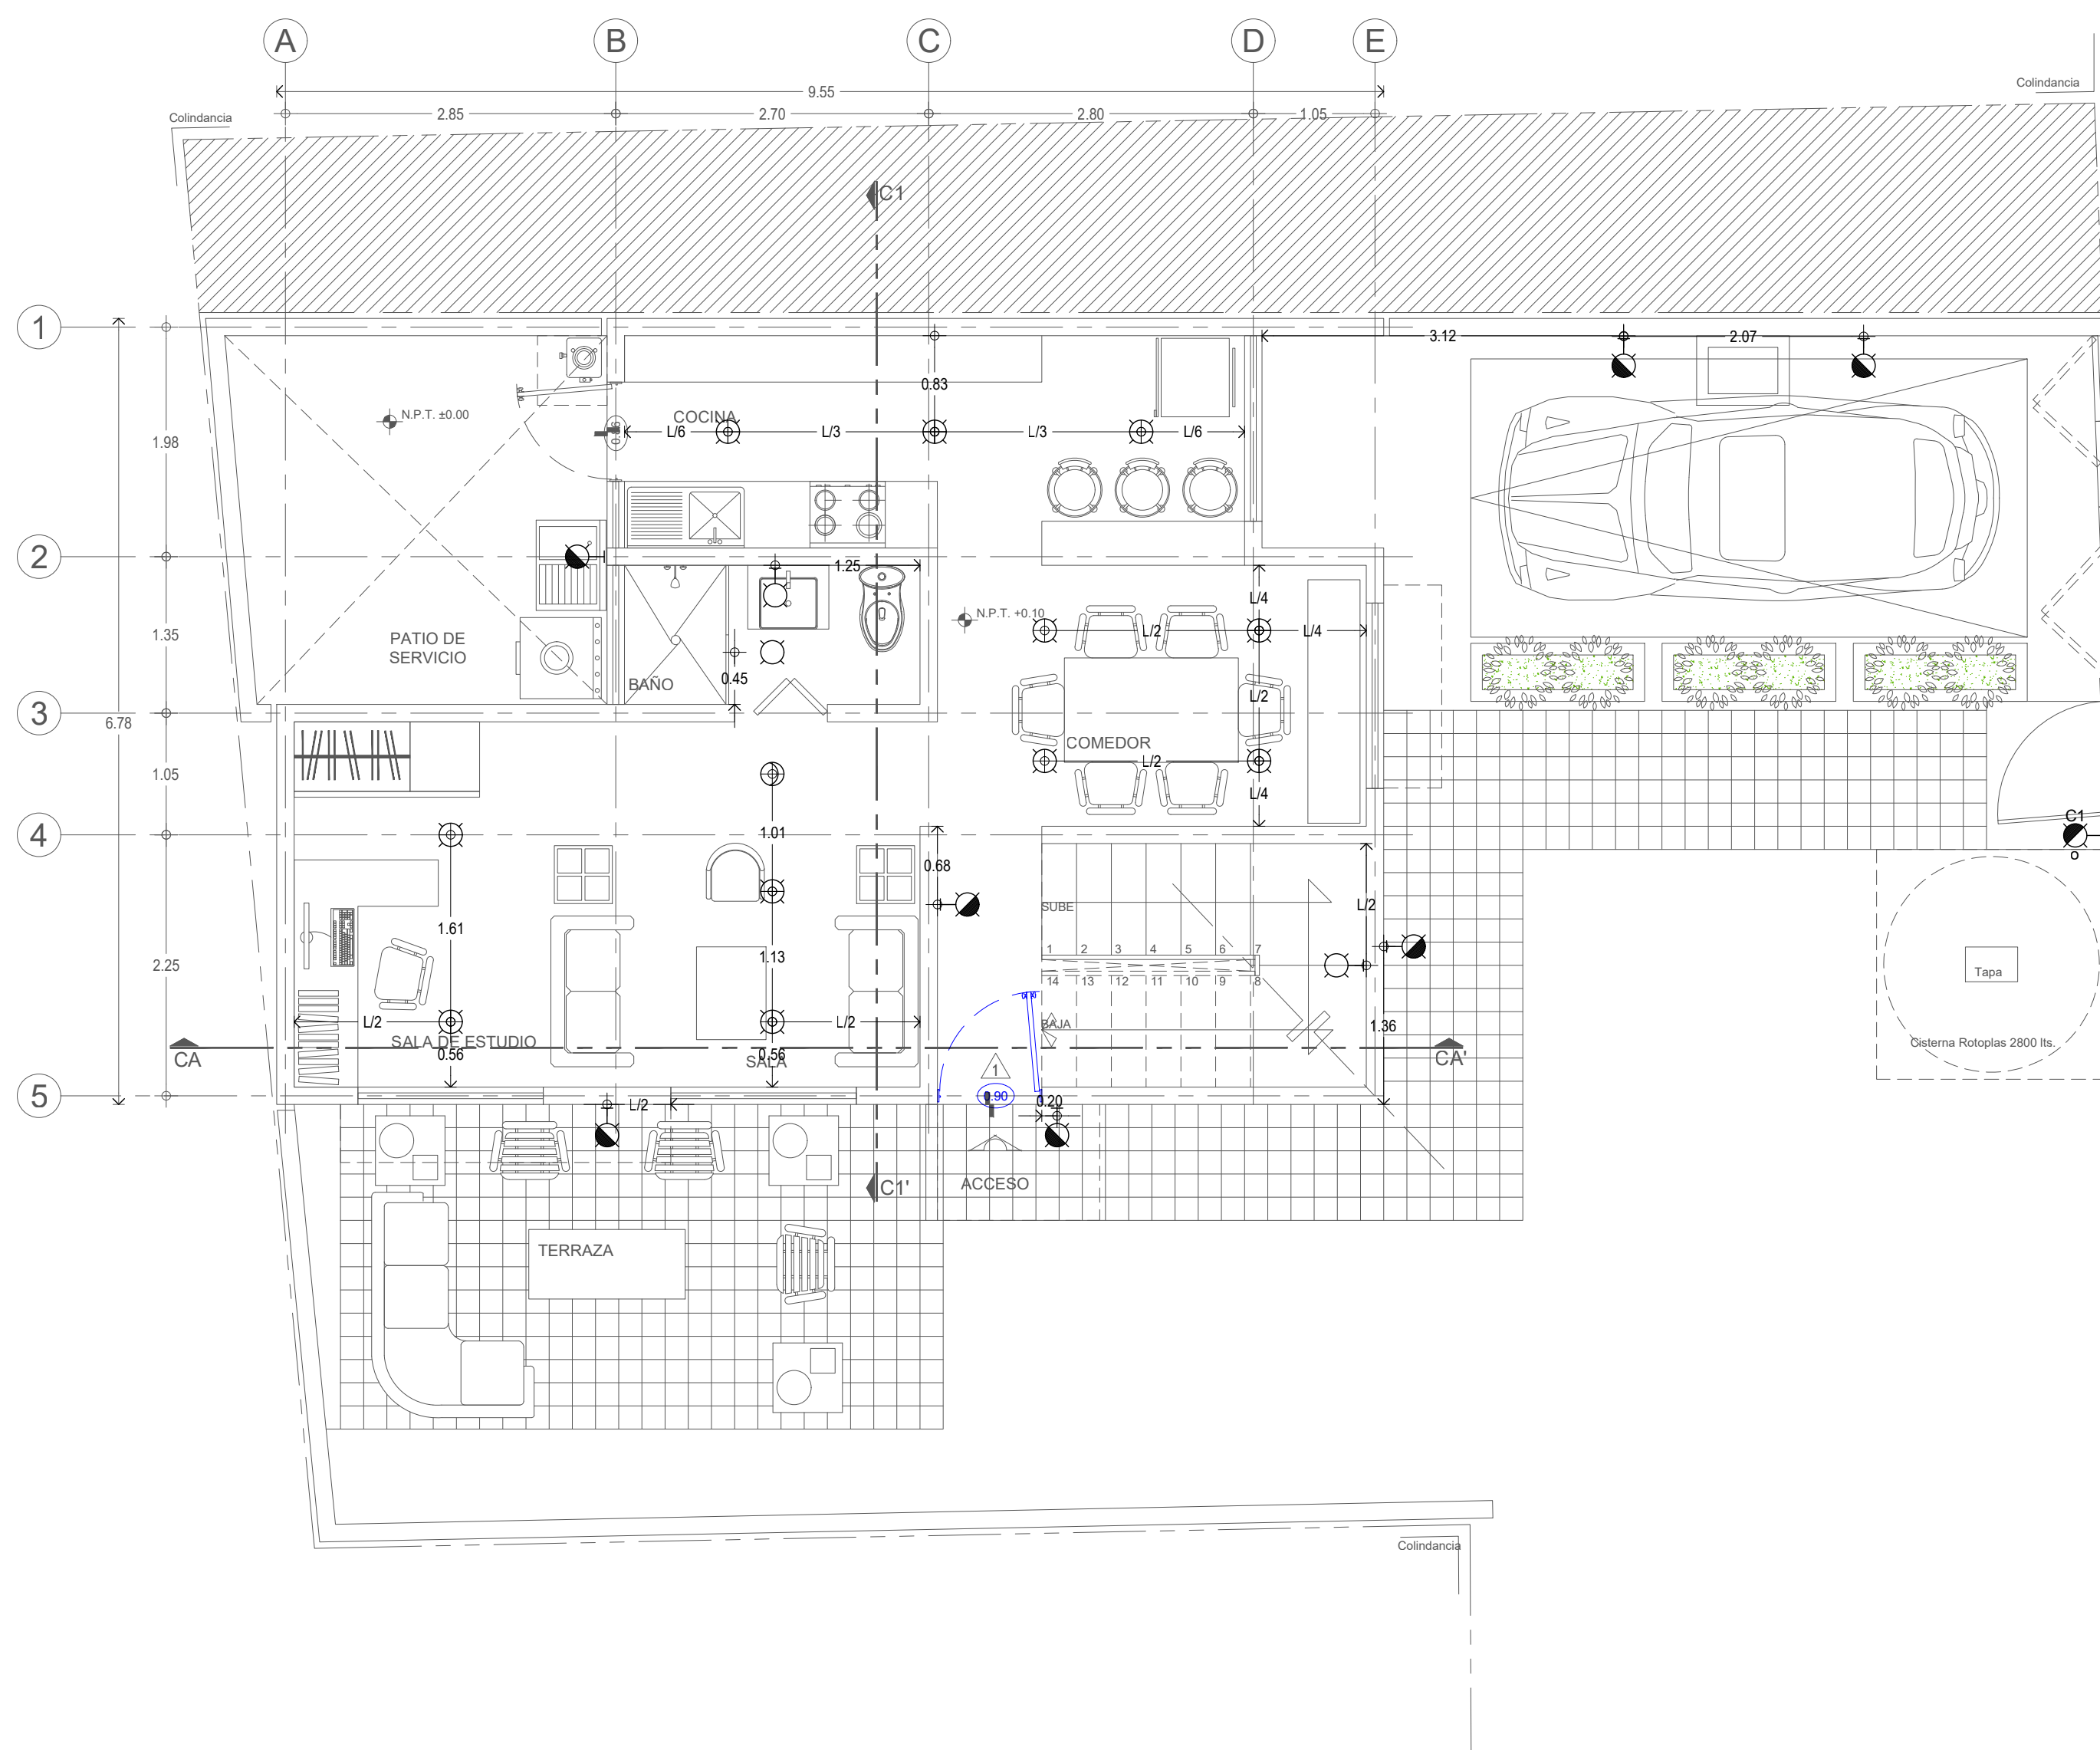 A B C D E
9.55
2.85 2.70 2.80 1.05
Colindancia
Colindancia
C1
1
3.12 2.07
0.83
N.P.T. ±0.00
COCINA
L/6 L/3 L/3 L/6
1.98
2
1.25
L/4
N.P.T. +0.10
L/2 L/4
1.35
PATIO DE
SERVICIO
BAÑO
0.45
L/2
3
6.78
COMEDOR
L/2
1.05
L/4
C1
4
1.01
0.68
SUBE
L/2
1.61
1 2 3 4 5 6 7
1.13
2.25
14 13 12 11 10 9 8
Tapa
L/2 L/2
BAJA
1.36
SALA DE ESTUDIO
Cisterna Rotoplas 2800 lts.
0.56
0.56
SALA
CA
CA'
1
5
0.90
0.20
L/2
C1'
ACCESO
TERRAZA
Colindancia